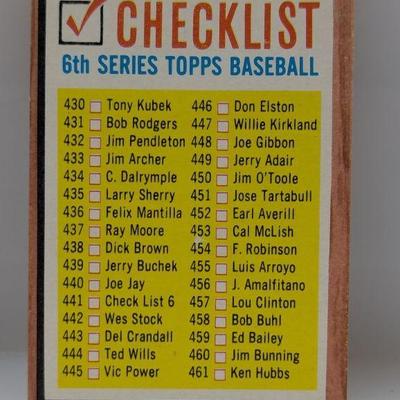 CHECKLIST
6th SERIES TOPPS BASEBALL
430 Tony Kubek
431 Bob Rodgers
432 Jim Pendleton
433 Jim Archer
434 C. Dalrymple
435 Larry Sherry
436 Felix Mantilla
437 Ray Moore
438 Dick Brown
439 Jerry Buchek
440 Joe Jay
441 Check List 6
442 Wes Stock
443 Del Crandall
444 Ted Wills
445 Vic Power
446 Don Elston
447 Willie Kirkland
448 Joe Gibbon
449 Jerry Adair
450 Jim O'Toole
451 Jose Tartabull
452 Earl Averill
453 Cal McLish
454 F. Robinson
455 Luis Arroyo
456 J. Amalfitano
457 Lou Clinton
458 Bob Buhl
459 Ed Bailey
460 Jim Bunning
461 Ken Hubbs